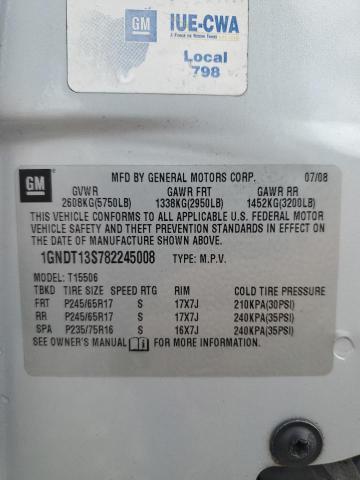 GM IUE-CWA
Local
798
GM MFD BY GENERAL MOTORS CORP. 07/08
GVWR GAWR FRT GAWR RR
2608KG(5750LB) 1338KG(2950LB) 1452KG(3200LB)
THIS VEHICLE CONFORMS TO ALL APPLICABLE U.S. FEDERAL MOTOR
VEHICLE SAFETY AND THEFT PREVENTION STANDARDS IN EFFECT ON
THE DATE OF MANUFACTURE SHOWN ABOVE.
1GNDT13S782245008 TYPE: M.P.V.
MODEL: T15506
TBKD TIRE SIZE SPEED RTG RIM COLD TIRE PRESSURE
FRT P245/65R17 S 17X7J 210KPA(30PSI)
RR P245/65R17 S 17X7J 240KPA(35PSI)
SPA P235/75R16 S 16X7J 240KPA(35PSI)
SEE OWNER'S MANUAL FOR MORE INFORMATION.